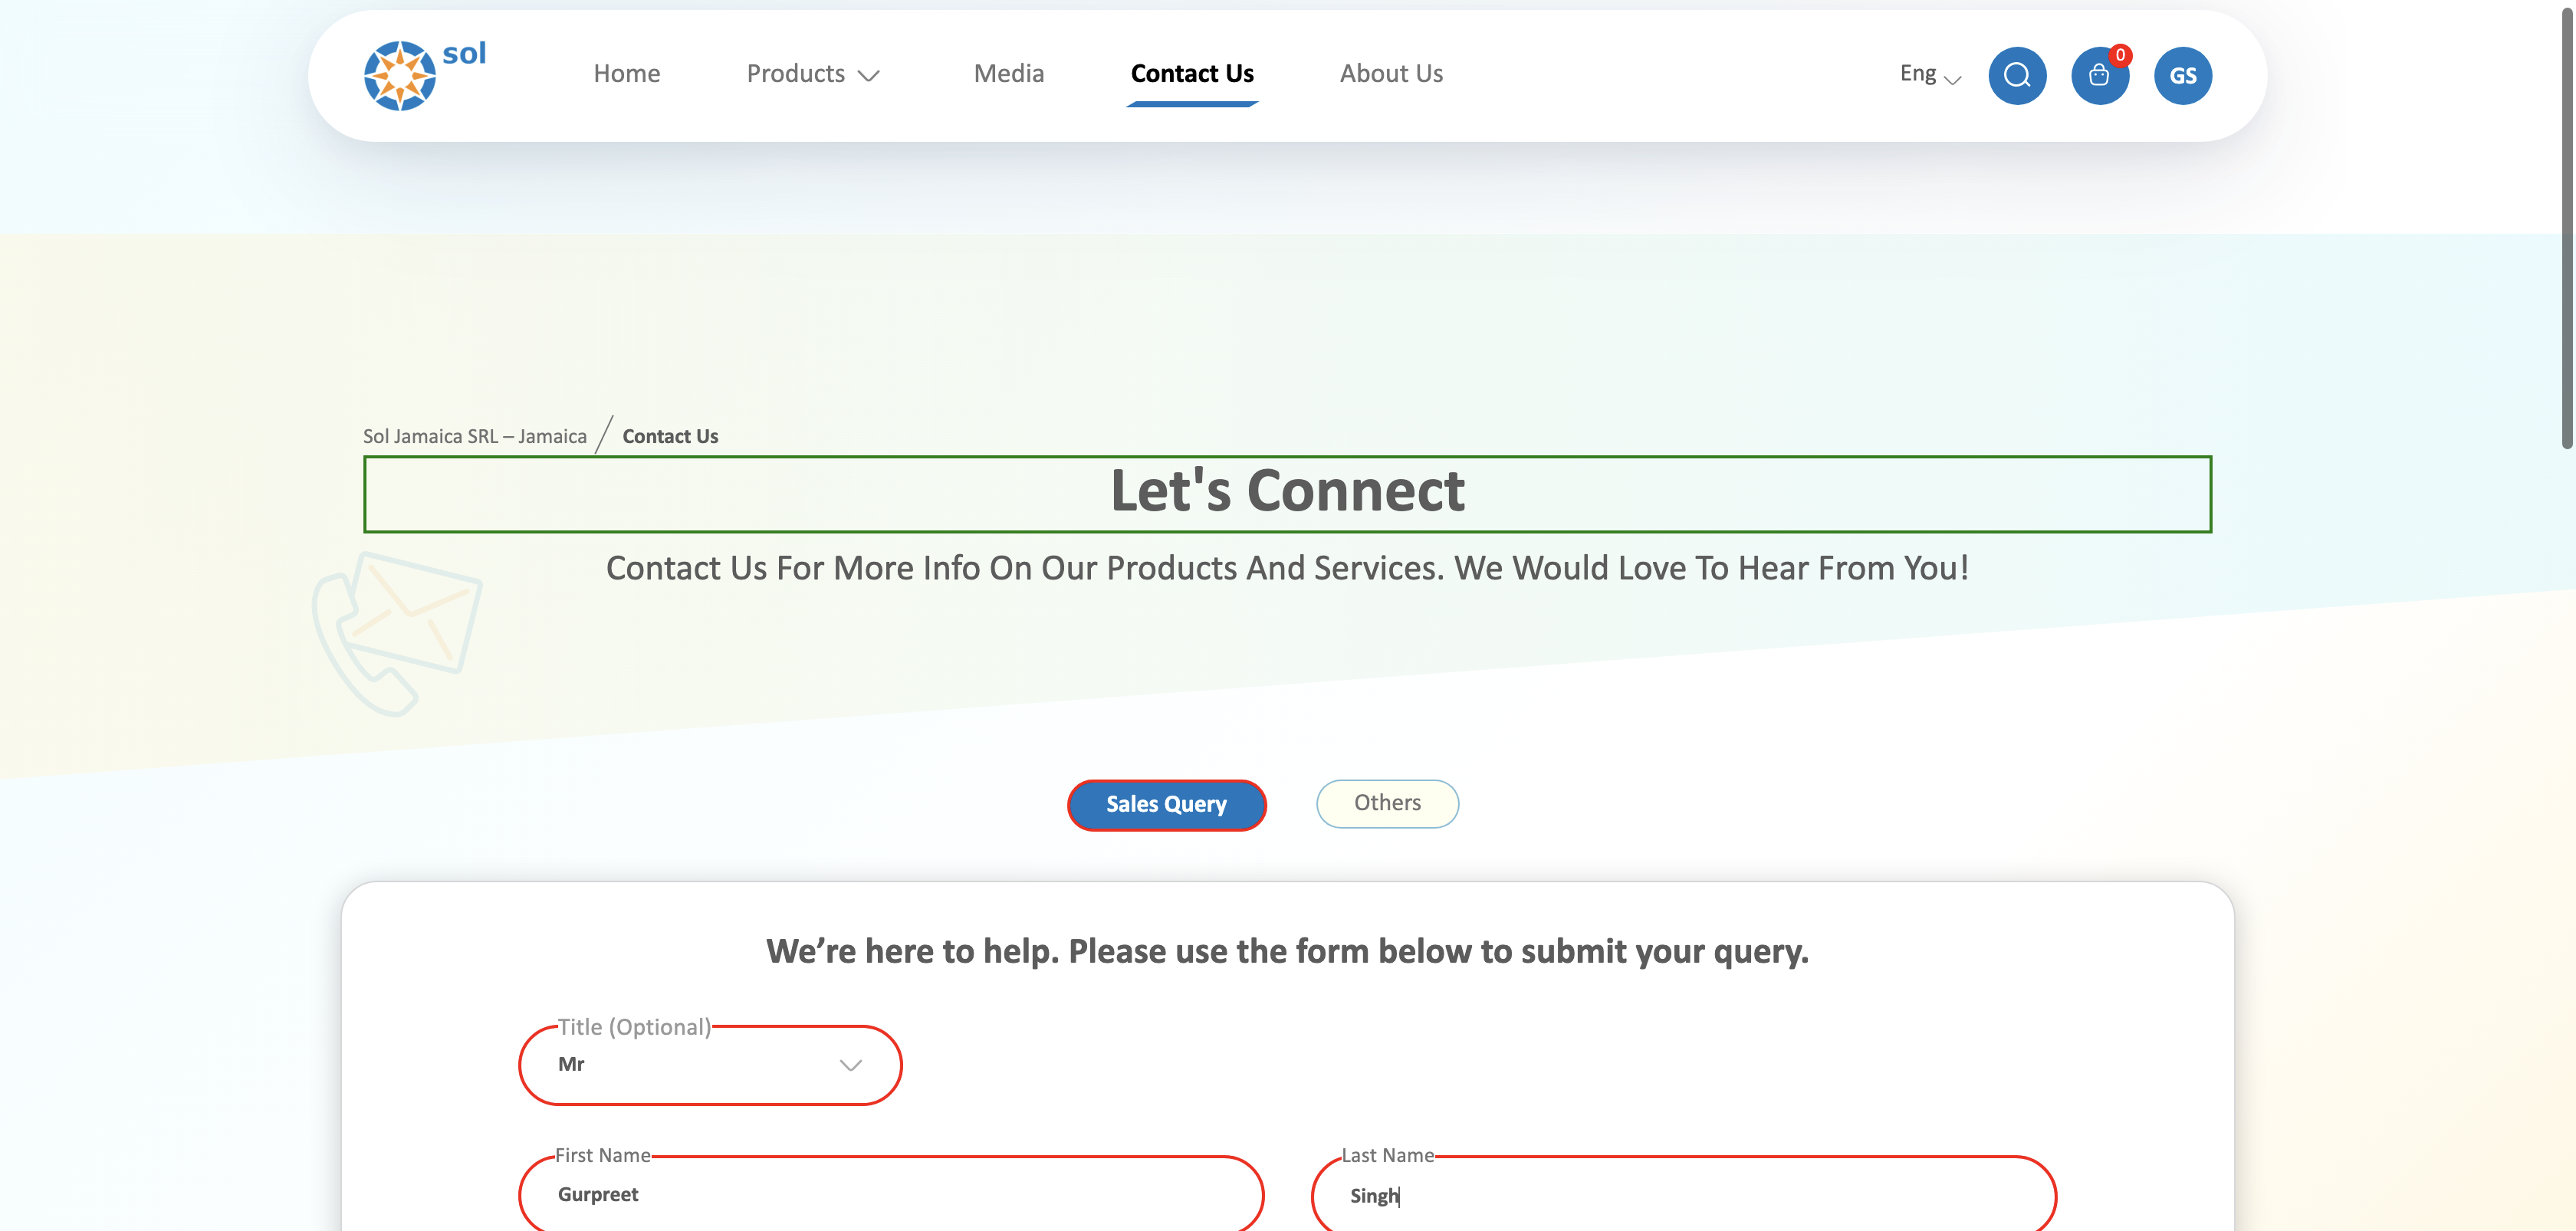 sol
Home
Products
Media
Contact Us
About Us
Eng
0
GS
Sol Jamaica SRL – Jamaica
Contact Us
Let's Connect
Contact Us For More Info On Our Products And Services. We Would Love To Hear From You!
Sales Query
Others
We’re here to help. Please use the form below to submit your query.
Title (Optional)
Mr
First Name
Gurpreet
Last Name
Singh